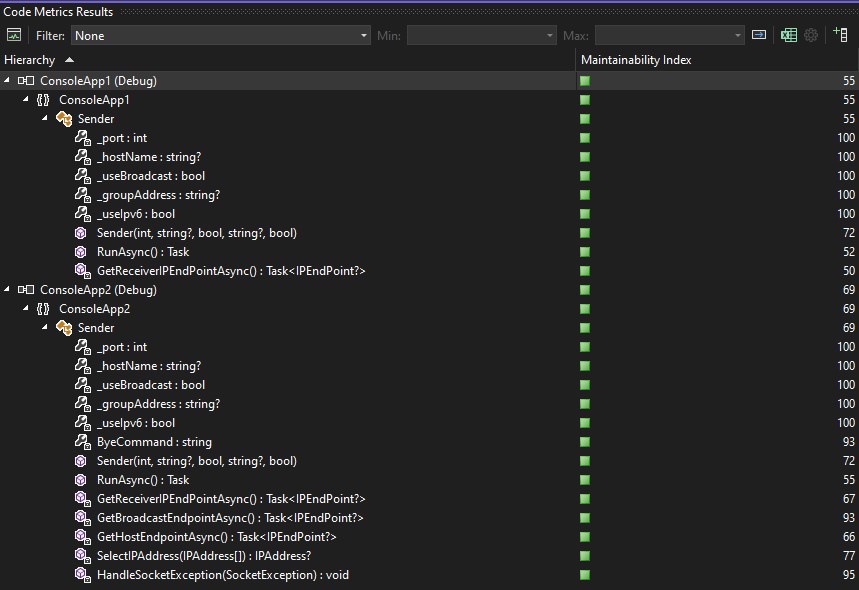 Code Metrics Results
Filter: None Min: Max:
Hierarchy Maintainability Index
ConsoleApp1 (Debug) 55
{} ConsoleApp1 55
Sender 55
_port : int 100
_hostName : string? 100
_useBroadcast : bool 100
_groupAddress : string? 100
_useIpv6 : bool 100
Sender(int, string?, bool, string?, bool) 72
RunAsync() : Task 52
GetReceiverIPEndPointAsync() : Task<IPEndPoint?> 50
ConsoleApp2 (Debug) 69
{} ConsoleApp2 69
Sender 69
_port : int 100
_hostName : string? 100
_useBroadcast : bool 100
_groupAddress : string? 100
_useIpv6 : bool 100
ByeCommand : string 93
Sender(int, string?, bool, string?, bool) 72
RunAsync() : Task 55
GetReceiverIPEndPointAsync() : Task<IPEndPoint?> 67
GetBroadcastEndpointAsync() : Task<IPEndPoint?> 93
GetHostEndpointAsync() : Task<IPEndPoint?> 66
SelectIPAddress(IPAddress[]) : IPAddress? 77
HandleSocketException(SocketException) : void 95